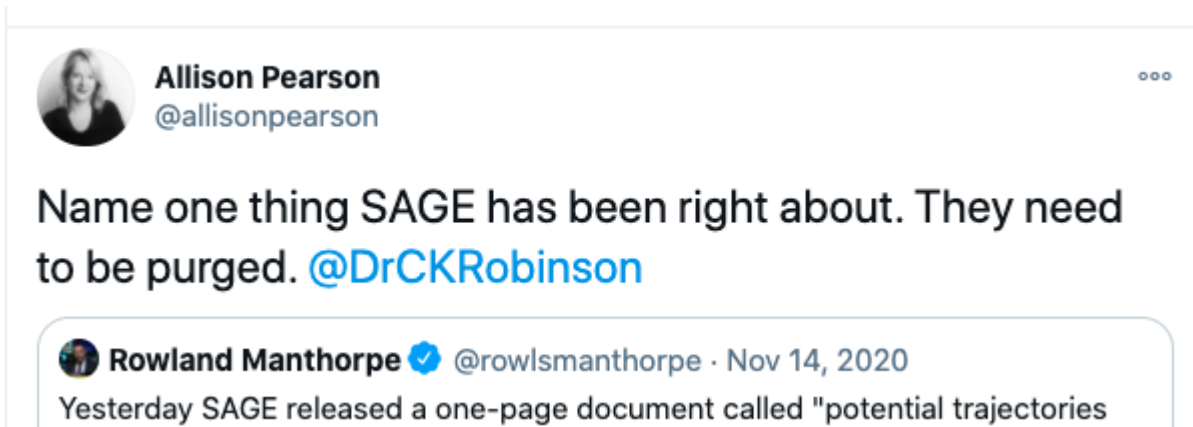 Allison Pearson
@allisonpearson
Name one thing SAGE has been right about. They need
to be purged. @DrCKRobinson
Rowland Manthorpe @rowlsmanthorpe · Nov 14, 2020
Yesterday SAGE released a one-page document called "potential trajectories